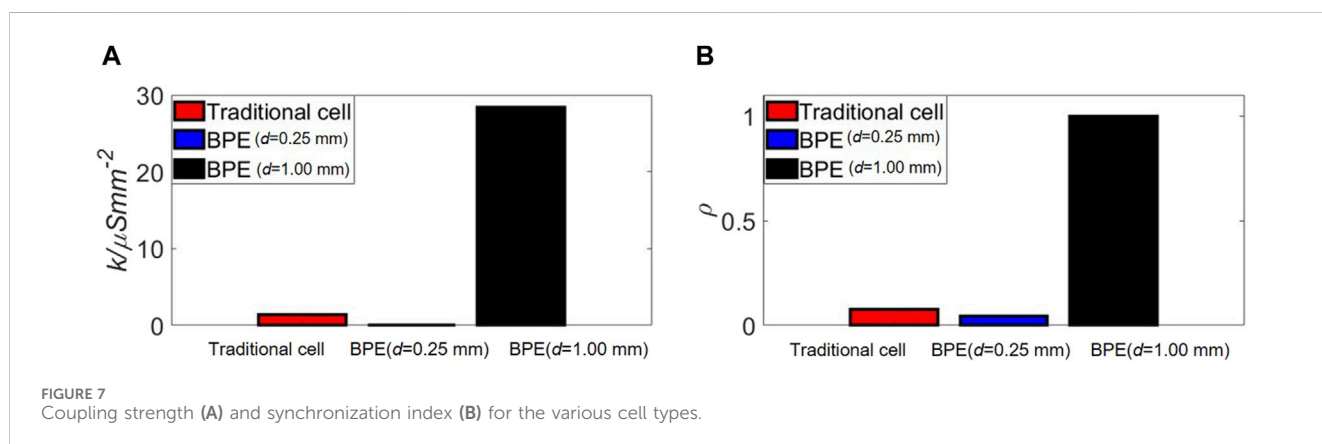 A
k/μSmm⁻²
30
20
10
0
Traditional cell
BPE (d=0.25 mm)
BPE (d=1.00 mm)
Traditional cell
BPE(d=0.25 mm)
BPE(d=1.00 mm)
B
ρ
1
0.5
0
Traditional cell
BPE (d=0.25 mm)
BPE (d=1.00 mm)
Traditional cell
BPE(d=0.25 mm)
BPE(d=1.00 mm)
FIGURE 7
Coupling strength (A) and synchronization index (B) for the various cell types.